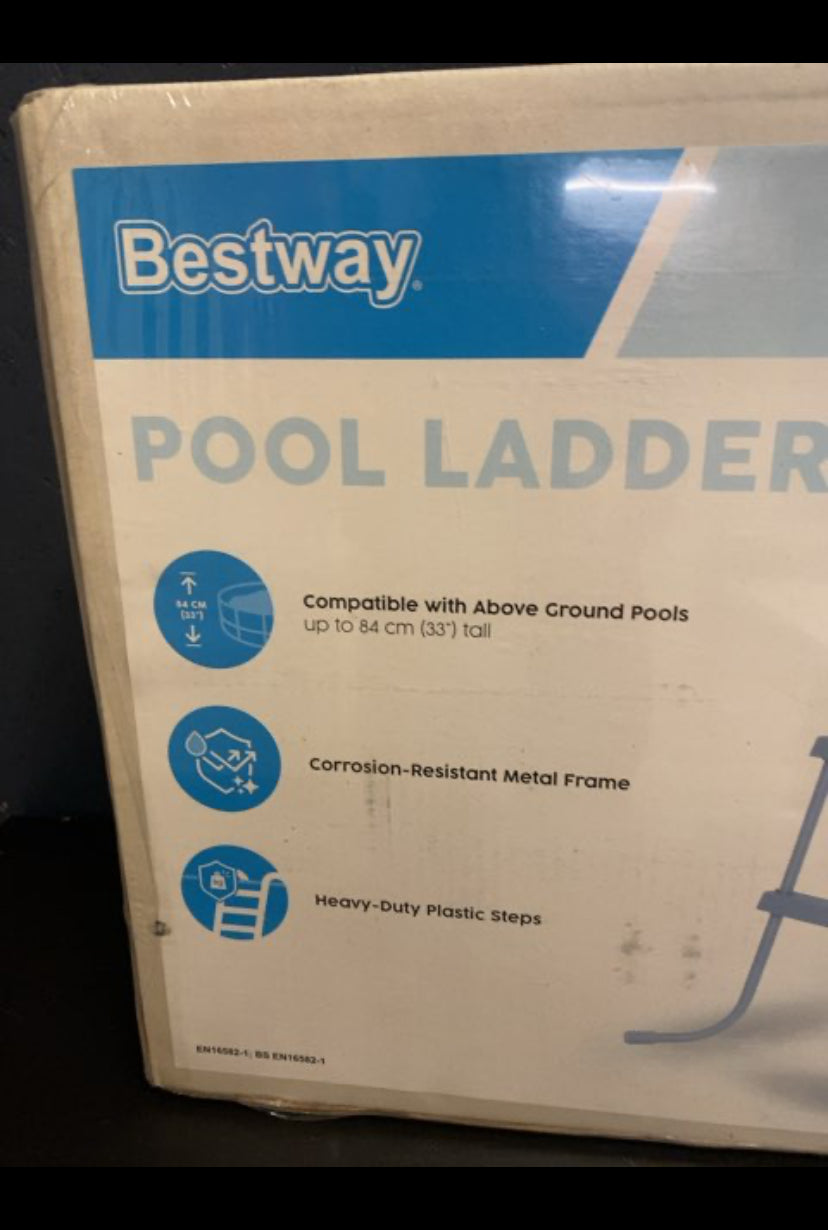 Bestway®
POOL LADDER
84 CM
(33")
Compatible with Above Ground Pools
up to 84 cm (33") tall
Corrosion-Resistant Metal Frame
KG
Heavy-Duty Plastic Steps
EN16582-1; BS EN16582-1